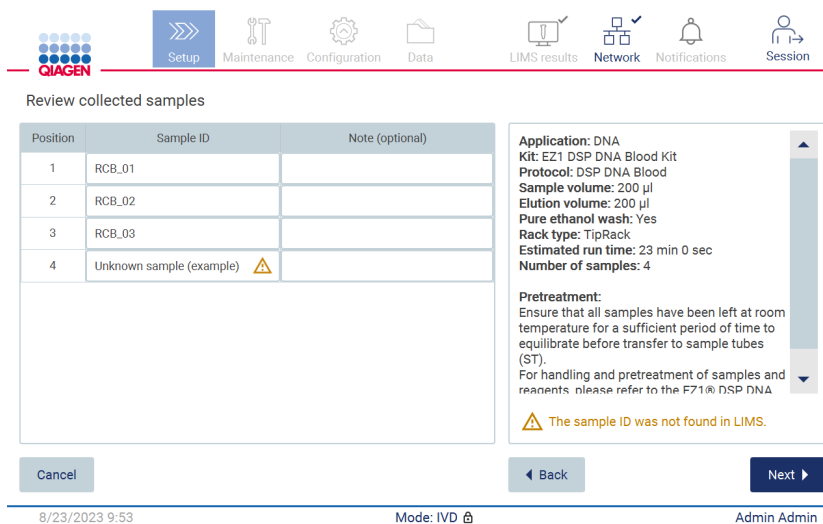 QIAGEN
Setup
Maintenance
Configuration
Data
LIMS results
Network
Notifications
Session
Review collected samples
Position Sample ID Note (optional)
1 RCB_01
2 RCB_02
3 RCB_03
4 Unknown sample (example)
Application: DNA
Kit: EZ1 DSP DNA Blood Kit
Protocol: DSP DNA Blood
Sample volume: 200 µl
Elution volume: 200 µl
Pure ethanol wash: Yes
Rack type: TipRack
Estimated run time: 23 min 0 sec
Number of samples: 4
Pretreatment:
Ensure that all samples have been left at room
temperature for a sufficient period of time to
equilibrate before transfer to sample tubes
(ST).
For handling and pretreatment of samples and
reagents, please refer to the EZ1® DSP DNA
The sample ID was not found in LIMS.
Cancel
Back
Next
8/23/2023 9:53
Mode: IVD
Admin Admin